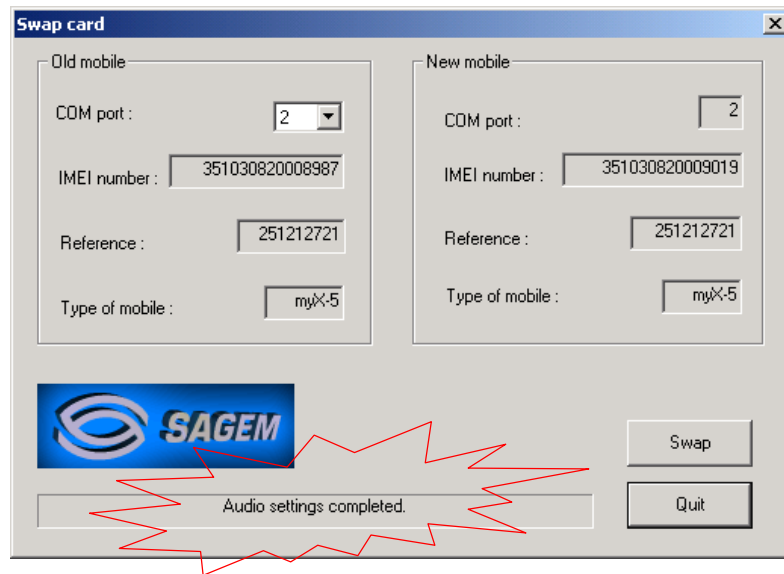 Swap card
Old mobile
COM port :
2
IMEI number :
351030820008987
Reference :
251212721
Type of mobile :
myX-5
New mobile
COM port :
2
IMEI number :
351030820009019
Reference :
251212721
Type of mobile :
myX-5
SAGEM
Swap
Audio settings completed.
Quit